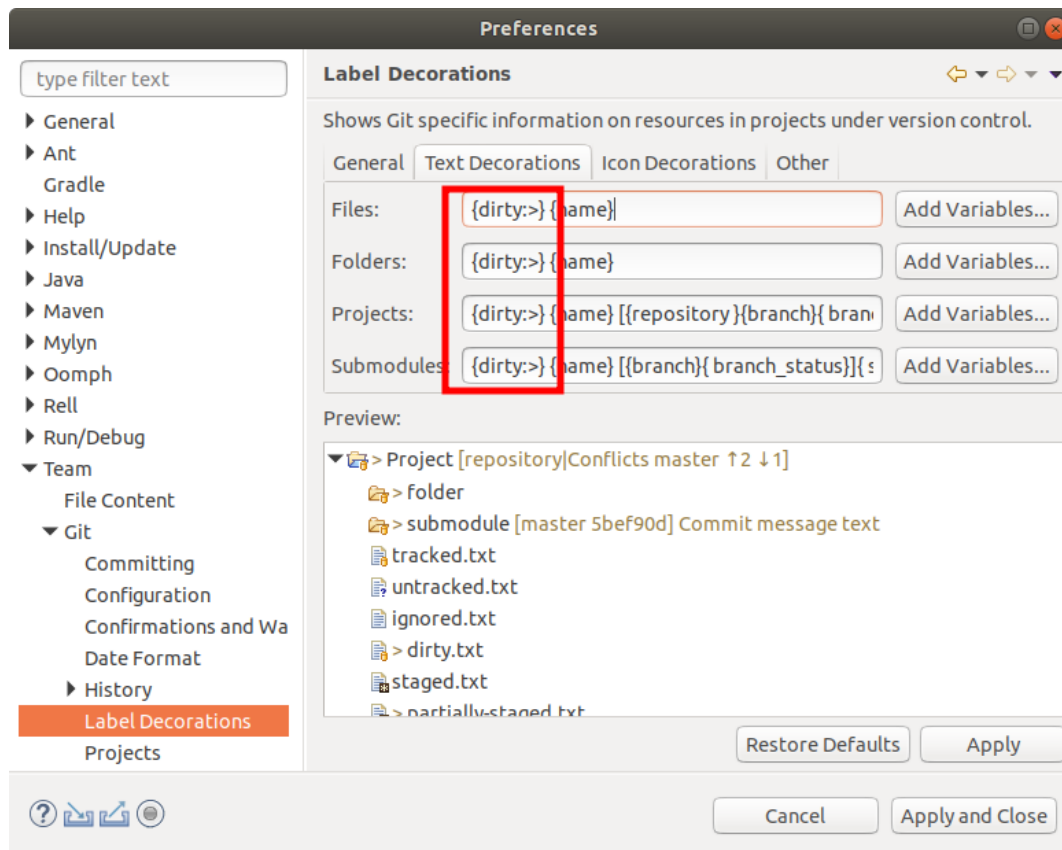 Preferences
type filter text
General
Ant
Gradle
Help
Install/Update
Java
Maven
Mylyn
Oomph
Rell
Run/Debug
Team
File Content
Git
Committing
Configuration
Confirmations and Wa
Date Format
History
Label Decorations
Projects
Label Decorations
Shows Git specific information on resources in projects under version control.
General Text Decorations Icon Decorations Other
Files: {dirty:>} {name} Add Variables...
Folders: {dirty:>} {name} Add Variables...
Projects: {dirty:>} {name} [{repository }{branch}{ bran Add Variables...
Submodules: {dirty:>} {name} [{branch}{ branch_status}]{ s Add Variables...
Preview:
> Project [repository|Conflicts master ↑2 ↓1]
> folder
> submodule [master 5bef90d] Commit message text
tracked.txt
untracked.txt
ignored.txt
> dirty.txt
staged.txt
> partially-staged.txt
Restore Defaults Apply
Cancel Apply and Close